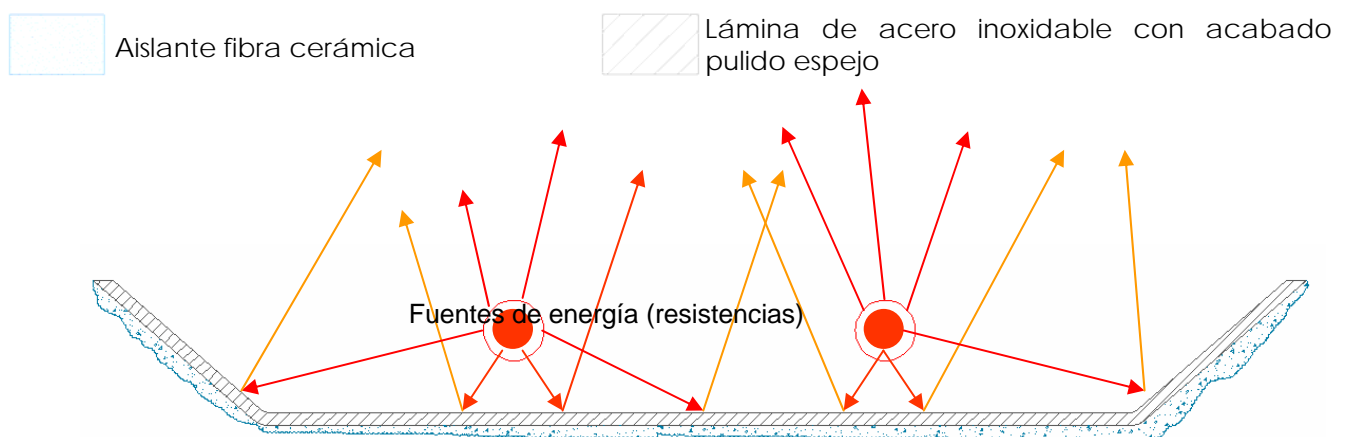 Aislante fibra cerámica
Lámina de acero inoxidable con acabado
pulido espejo
Fuentes de energía (resistencias)